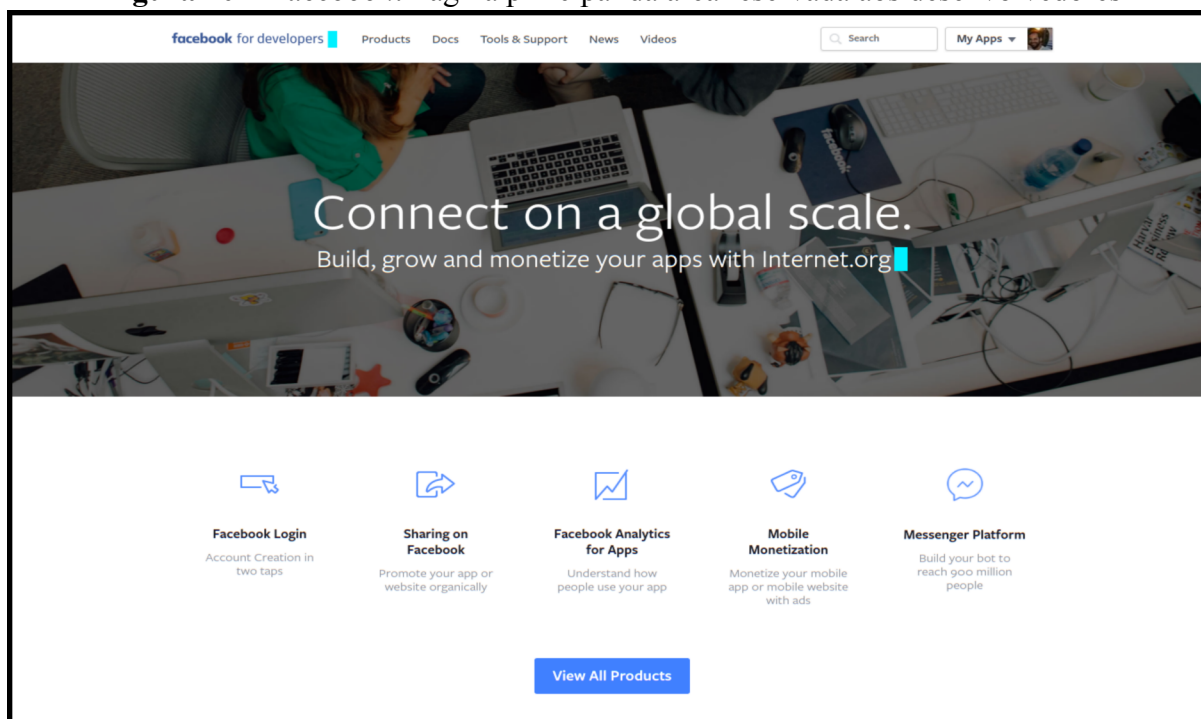 facebook for developers Products Docs Tools & Support News Videos Search My Apps
facebook
Connect on a global scale.
Build, grow and monetize your apps with Internet.org
Harvard
Business
Facebook Login
Account Creation in
two taps
Sharing on
Facebook
Promote your app or
website organically
Facebook Analytics
for Apps
Understand how
people use your app
Mobile
Monetization
Monetize your mobile
app or mobile website
with ads
Messenger Platform
Build your bot to
reach 900 million
people
View All Products